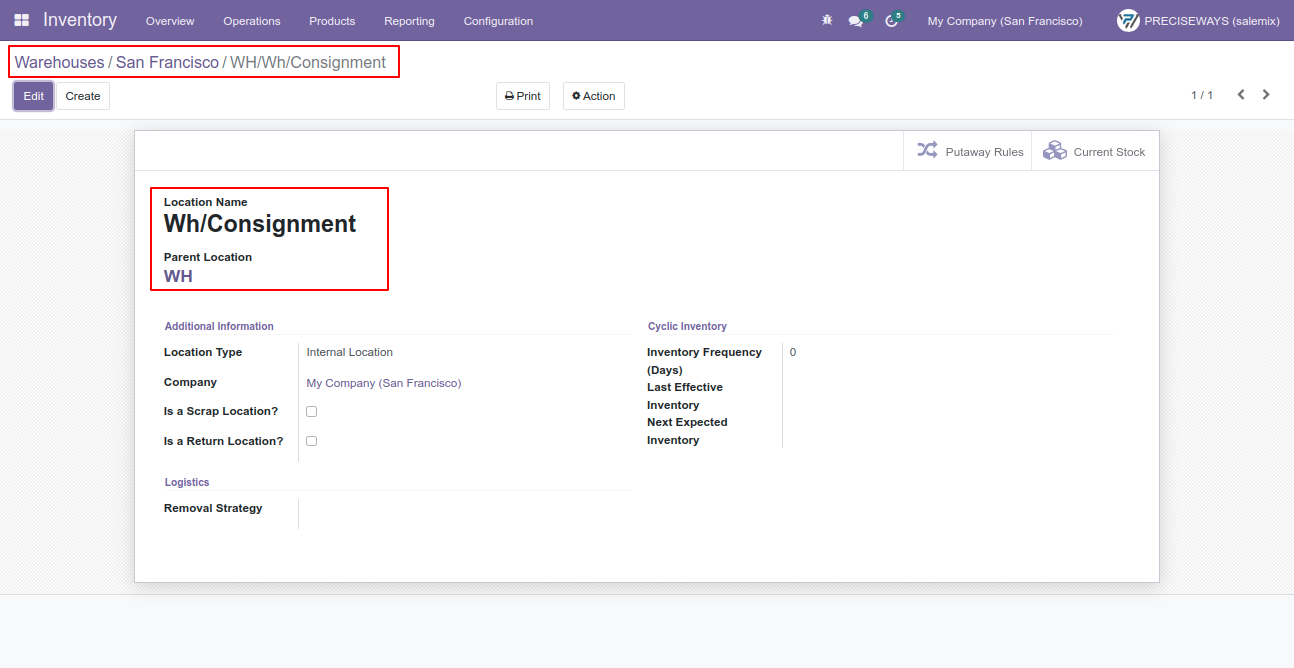 Inventory Overview Operations Products Reporting Configuration 6 5 My Company (San Francisco) PRECISEWAYS (salemix)
Warehouses / San Francisco / WH/Wh/Consignment
Edit Create Print Action 1 / 1
Putaway Rules Current Stock
Location Name
Wh/Consignment
Parent Location
WH
Additional Information
Location Type Internal Location
Company My Company (San Francisco)
Is a Scrap Location?
Is a Return Location?
Cyclic Inventory
Inventory Frequency 0
(Days)
Last Effective
Inventory
Next Expected
Inventory
Logistics
Removal Strategy